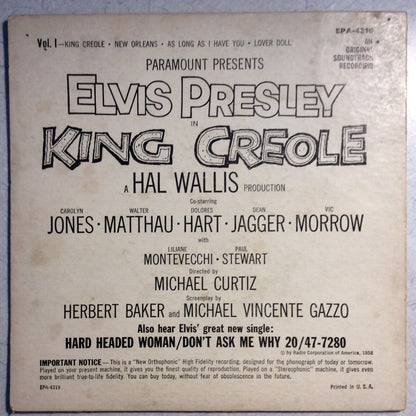 EPA-4319
Vol. I—KING CREOLE · NEW ORLEANS · AS LONG AS I HAVE YOU · LOVER DOLL
AN
ORIGINAL
SOUNDTRACK
RECORDING
PARAMOUNT PRESENTS
ELVIS PRESLEY
IN
KING CREOLE
A HAL WALLIS PRODUCTION
Co-starring
CAROLYN WALTER DOLORES DEAN VIC
JONES · MATTHAU · HART · JAGGER · MORROW
with
LILIANE PAUL
MONTEVECCHI · STEWART
Directed by
MICHAEL CURTIZ
Screenplay by
HERBERT BAKER and MICHAEL VINCENTE GAZZO
Also hear Elvis' great new single:
HARD HEADED WOMAN/DON'T ASK ME WHY 20/47-7280
© by Radio Corporation of America, 1958
IMPORTANT NOTICE — This is a "New Orthophonic" High Fidelity recording, designed for the phonograph of today or tomorrow.
Played on your present machine, it gives you the finest quality of reproduction. Played on a "Stereophonic" machine, it gives even
more brilliant true-to-life fidelity. You can buy today, without fear of obsolescence in the future.
EPA-4319 Printed in U. S. A.